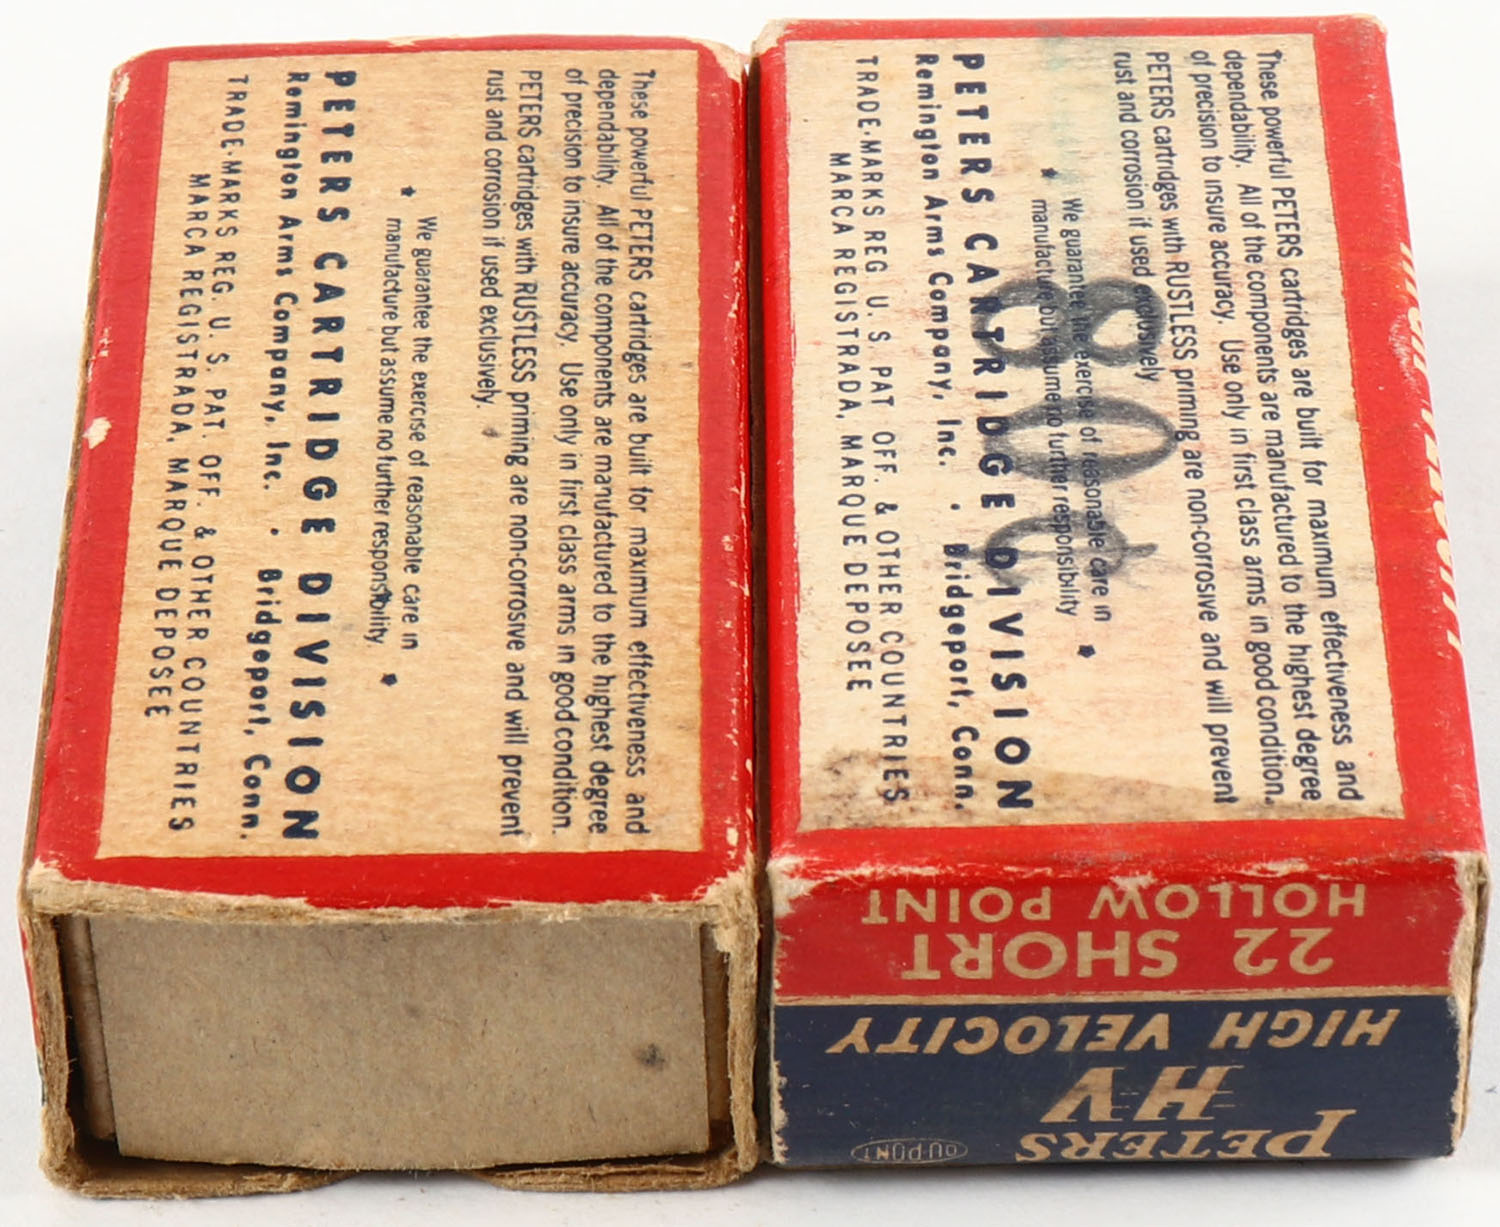 These powerful PETERS cartridges are built for maximum effectiveness and
dependability. All of the components are manufactured to the highest degree
of precision to insure accuracy. Use only in first class arms in good condition.
PETERS cartridges with RUSTLESS priming are non-corrosive and will prevent
rust and corrosion if used exclusively.
We guarantee the exercise of reasonable care in
manufacture but assume no further responsibility.
PETERS CARTRIDGE DIVISION
Remington Arms Company, Inc. . Bridgeport, Conn.
TRADE-MARKS REG. U. S. PAT. OFF. & OTHER COUNTRIES
MARCA REGISTRADA, MARQUE DEPOSEE
These powerful PETERS cartridges are built for maximum effectiveness and
dependability. All of the components are manufactured to the highest degree
of precision to insure accuracy. Use only in first class arms in good condition.
PETERS cartridges with RUSTLESS priming are non-corrosive and will prevent
rust and corrosion if used exclusively
We guarantee the exercise of reasonable care in
manufacture but assume no further responsibility
PETERS CARTRIDGE DIVISION
Remington Arms Company, Inc. . Bridgeport, Conn.
TRADE-MARKS REG U. S. PAT OFF. & OTHER COUNTRIES
MARCA REGISTRADA, MARQUE DEPOSEE
80¢
PETERS
HV
DU PONT
HIGH VELOCITY
22 SHORT
HOLLOW POINT